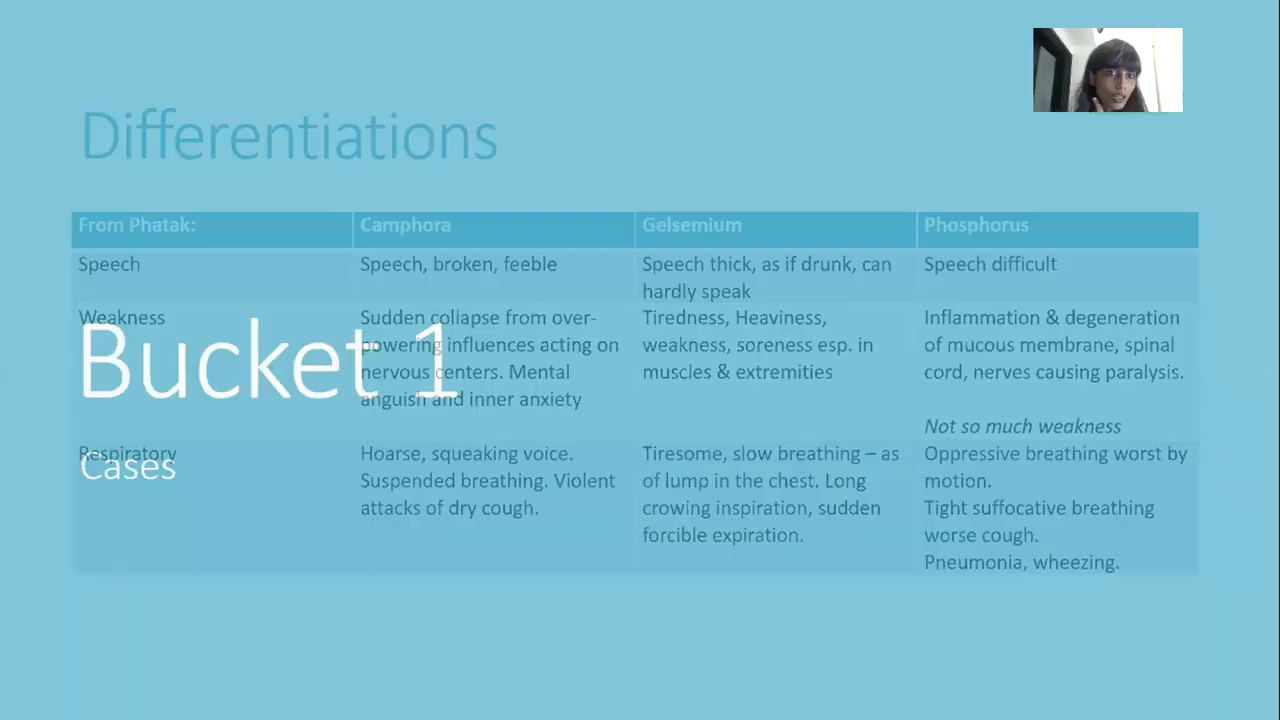 Differentiations
From Phatak: Camphora Gelsemium Phosphorus
Speech Speech, broken, feeble Speech thick, as if drunk, can Speech difficult
hardly speak
Weakness Sudden collapse from over- Tiredness, Heaviness, Inflammation & degeneration
powering influences acting on weakness, soreness esp. in of mucous membrane, spinal
nervous centers. Mental muscles & extremities cord, nerves causing paralysis.
anguish and inner anxiety
Not so much weakness
Respiratory Hoarse, squeaking voice. Tiresome, slow breathing – as Oppressive breathing worst by
Suspended breathing. Violent of lump in the chest. Long motion.
attacks of dry cough. crowing inspiration, sudden Tight suffocative breathing
forcible expiration. worse cough.
Pneumonia, wheezing.
Bucket 1
Cases